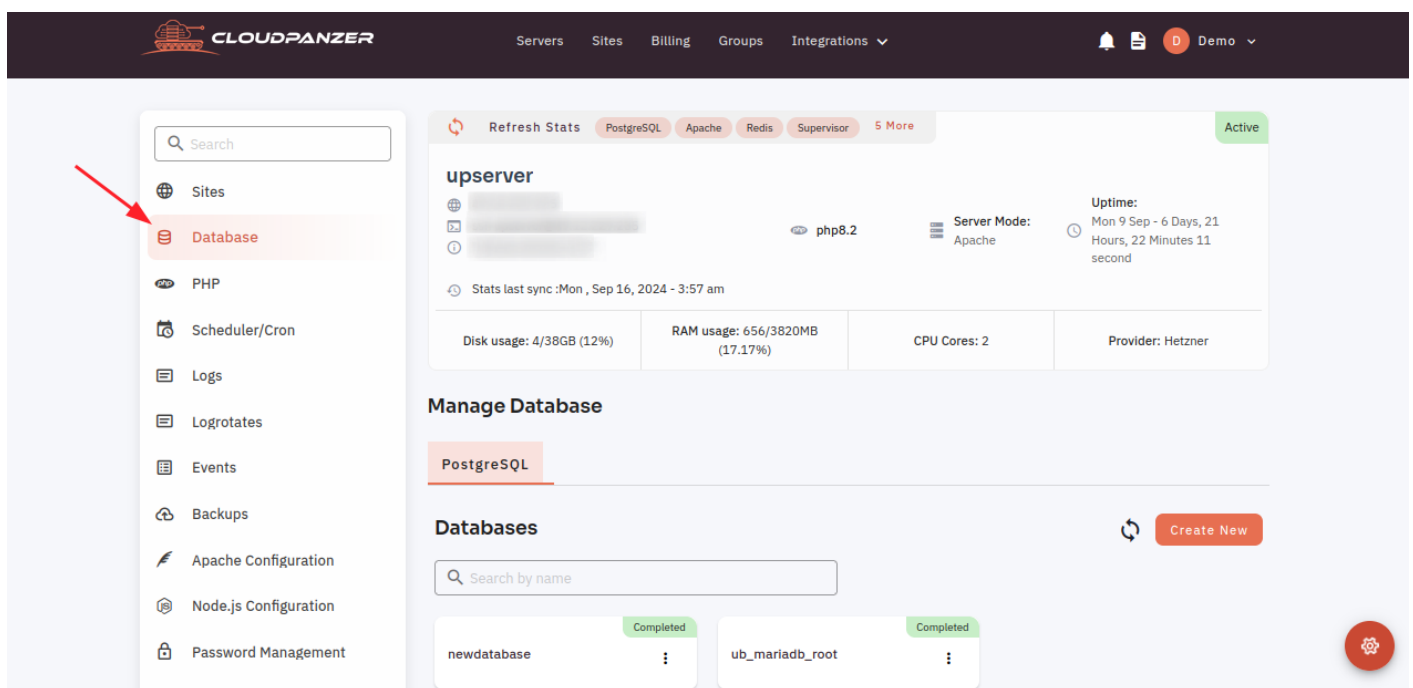 CLOUDPANZER
Servers Sites Billing Groups Integrations
D Demo
Search
Sites
Database
PHP
Scheduler/Cron
Logs
Logrotates
Events
Backups
Apache Configuration
Node.js Configuration
Password Management
Refresh Stats PostgreSQL Apache Redis Supervisor 5 More
Active
upserver
php php8.2
Server Mode:
Apache
Uptime:
Mon 9 Sep - 6 Days, 21
Hours, 22 Minutes 11
second
Stats last sync :Mon , Sep 16, 2024 - 3:57 am
Disk usage: 4/38GB (12%)
RAM usage: 656/3820MB
(17.17%)
CPU Cores: 2
Provider: Hetzner
Manage Database
PostgreSQL
Databases
Create New
Search by name
Completed
newdatabase
Completed
ub_mariadb_root